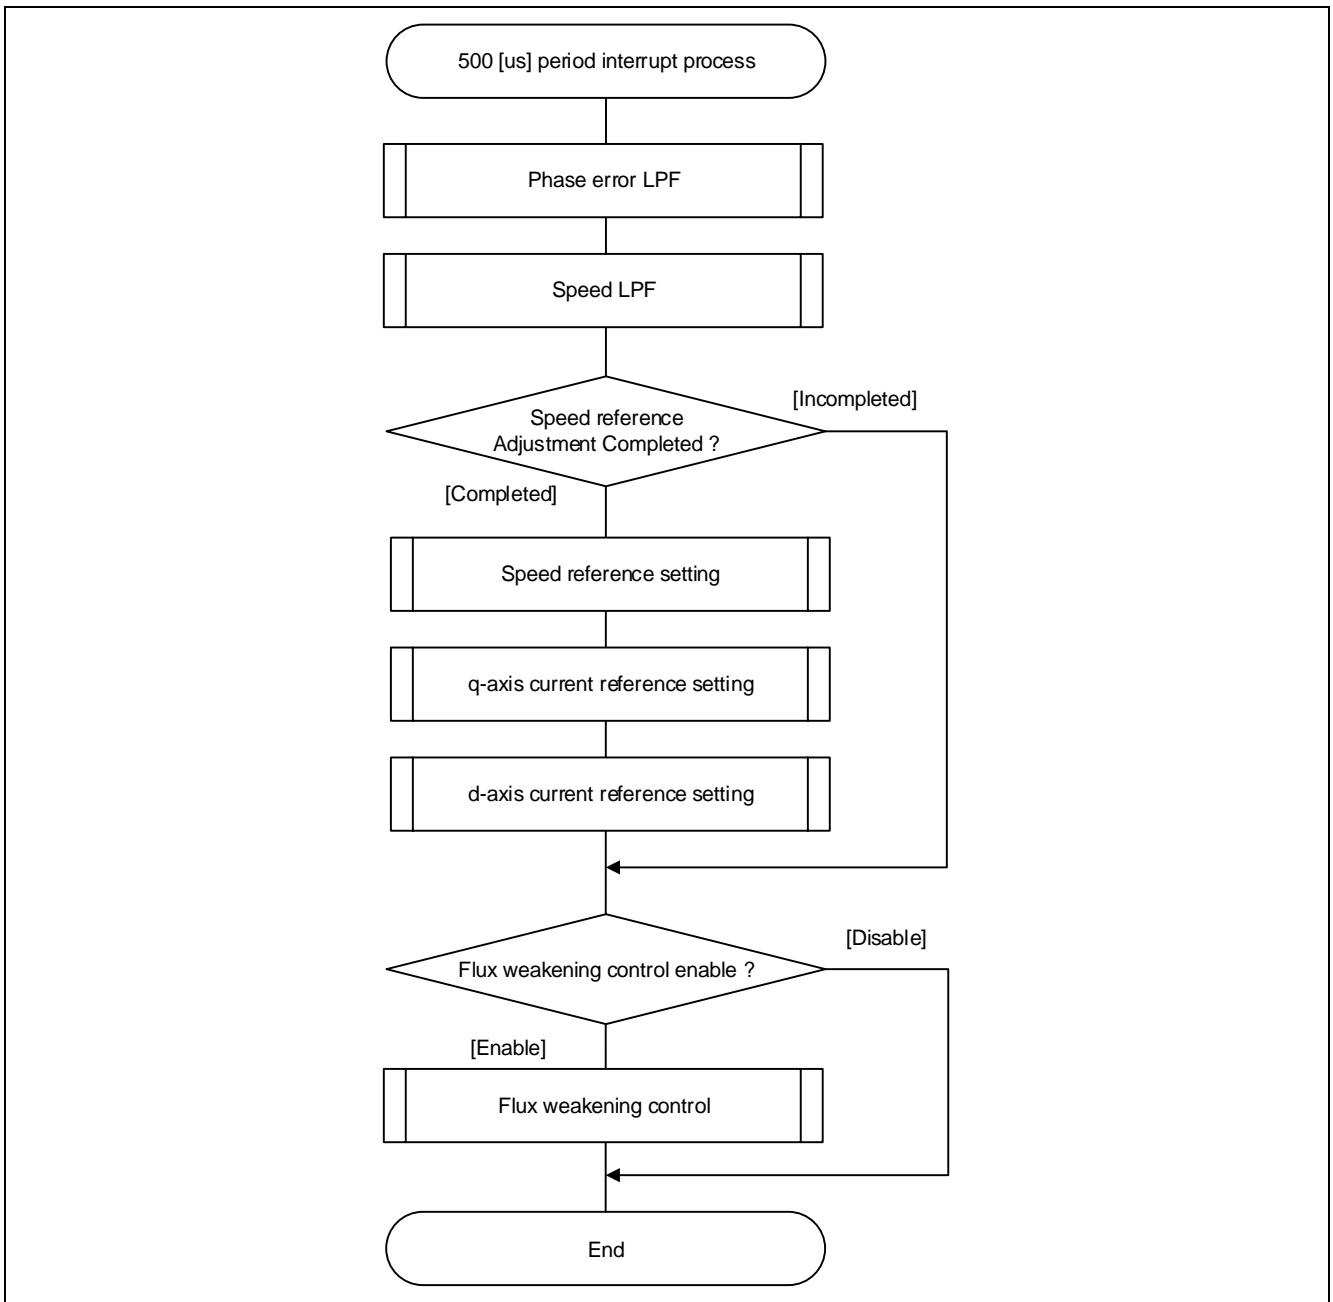 500 [us] period interrupt process
Phase error LPF
Speed LPF
[Incompleted]
Speed reference
Adjustment Completed ?
[Completed]
Speed reference setting
q-axis current reference setting
d-axis current reference setting
[Disable]
Flux weakening control enable ?
[Enable]
Flux weakening control
End